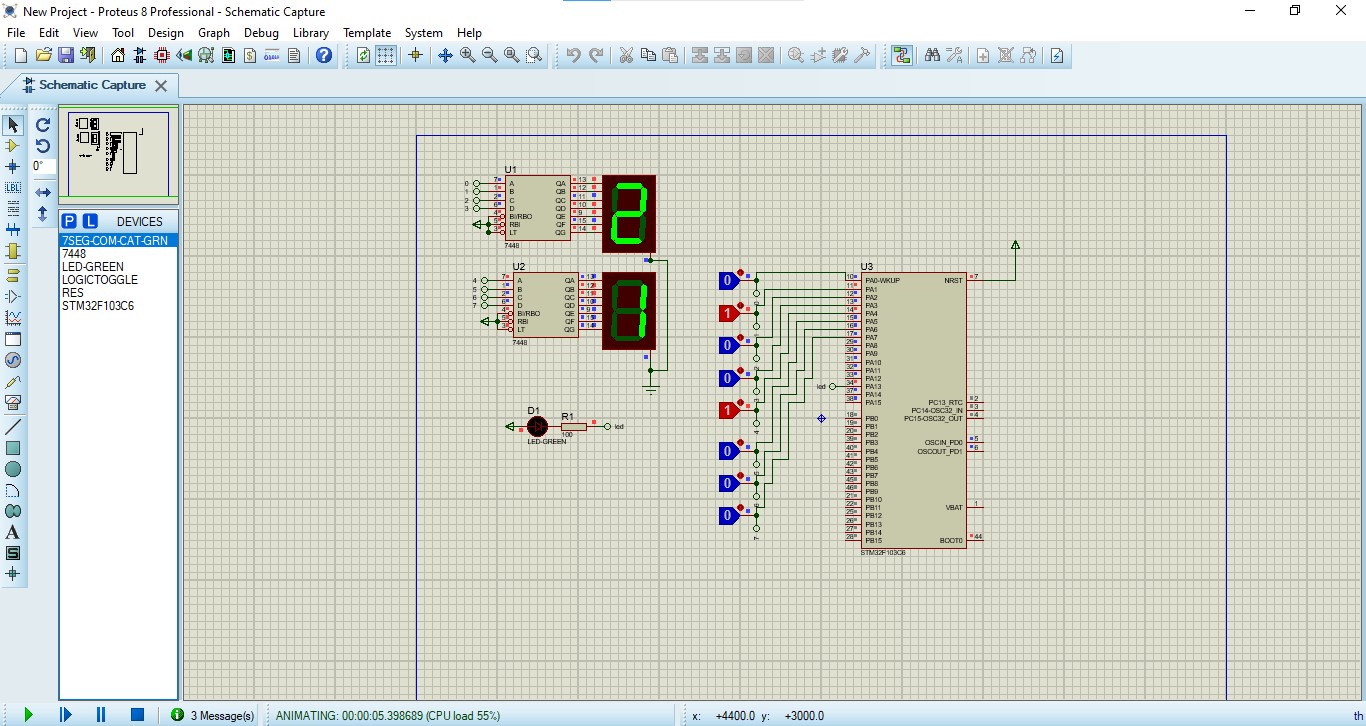 New Project - Proteus 8 Professional - Schematic Capture
File Edit View Tool Design Graph Debug Library Template System Help
Schematic Capture
0°
P L DEVICES
7SEG-COM-CAT-GRN
7448
LED-GREEN
LOGICTOGGLE
RES
STM32F103C6
U1
0 7 A QA 13
1 1 B QB 12
2 2 C QC 11
3 6 D QD 10
4 BI/RBO QE 9
5 RBI QF 15
3 LT QG 14
7448
U2
4 7 A QA 13
5 1 B QB 12
6 2 C QC 11
7 6 D QD 10
4 BI/RBO QE 9
5 RBI QF 15
3 LT QG 14
7448
2
1
D1
LED-GREEN
R1
100
led
0
1
0
0
1
0
0
0
4
7
led
U3
10 PA0-WKUP NRST 7
11 PA1
12 PA2
13 PA3
14 PA4
15 PA5
16 PA6
17 PA7
29 PA8
30 PA9
31 PA10
32 PA11
33 PA12
34 PA13
37 PA14
38 PA15
PC13_RTC 2
PC14-OSC32_IN 3
PC15-OSC32_OUT 4
18 PB0
19 PB1
20 PB2
39 PB3
40 PB4
41 PB5
42 PB6
43 PB7
45 PB8
46 PB9
21 PB10
22 PB11
25 PB12
26 PB13
27 PB14
28 PB15
OSCIN_PD0 5
OSCOUT_PD1 6
VBAT 1
BOOT0 44
STM32F103C6
3 Message(s)
ANIMATING: 00:00:05.398689 (CPU load 55%)
x: +4400.0 y: +3000.0
th